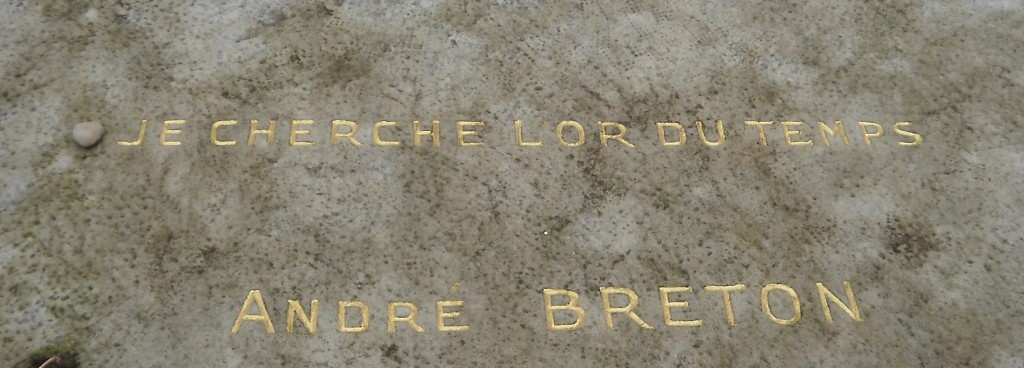 JE CHERCHE LOR DU TEMPS
ANDRÉ BRETON